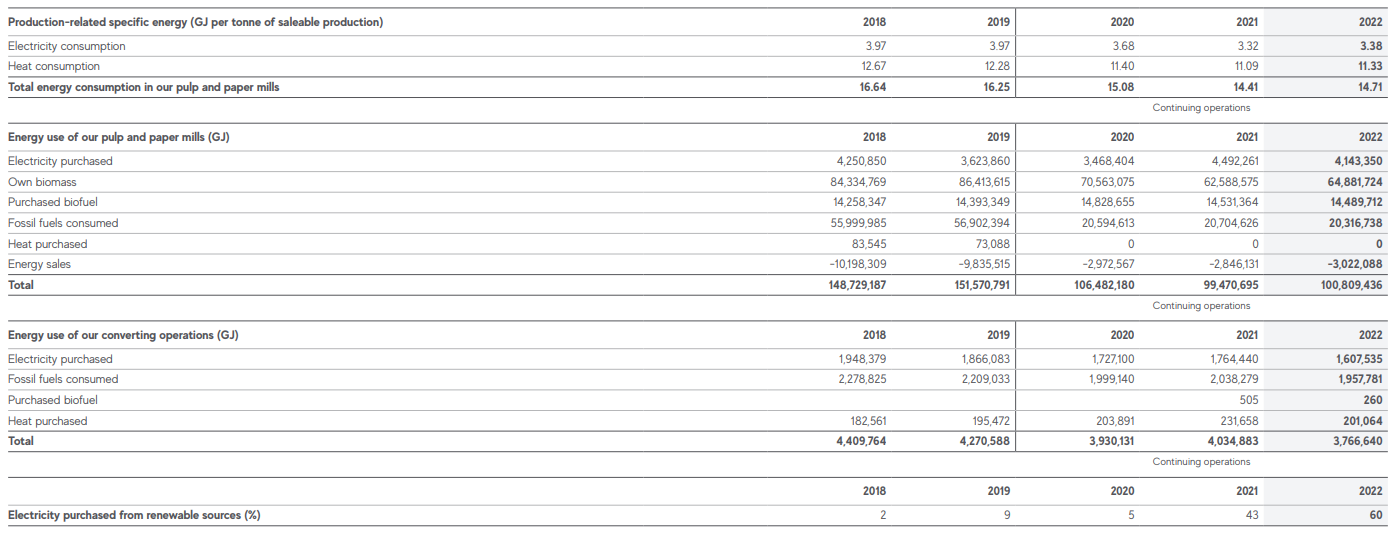 Production-related specific energy (GJ per tonne of saleable production) 2018 2019 2020 2021 2022
Electricity consumption 3.97 3.97 3.68 3.32 3.38
Heat consumption 12.67 12.28 11.40 11.09 11.33
Total energy consumption in our pulp and paper mills 16.64 16.25 15.08 14.41 14.71
Continuing operations
Energy use of our pulp and paper mills (GJ) 2018 2019 2020 2021 2022
Electricity purchased 4,250,850 3,623,860 3,468,404 4,492,261 4,143,350
Own biomass 84,334,769 86,413,615 70,563,075 62,588,575 64,881,724
Purchased biofuel 14,258,347 14,393,349 14,828,655 14,531,364 14,489,712
Fossil fuels consumed 55,999,985 56,902,394 20,594,613 20,704,626 20,316,738
Heat purchased 83,545 73,088 0 0 0
Energy sales -10,198,309 -9,835,515 -2,972,567 -2,846,131 -3,022,088
Total 148,729,187 151,570,791 106,482,180 99,470,695 100,809,436
Continuing operations
Energy use of our converting operations (GJ) 2018 2019 2020 2021 2022
Electricity purchased 1,948,379 1,866,083 1,727,100 1,764,440 1,607,535
Fossil fuels consumed 2,278,825 2,209,033 1,999,140 2,038,279 1,957,781
Purchased biofuel 505 260
Heat purchased 182,561 195,472 203,891 231,658 201,064
Total 4,409,764 4,270,588 3,930,131 4,034,883 3,766,640
Continuing operations
2018 2019 2020 2021 2022
Electricity purchased from renewable sources (%) 2 9 5 43 60